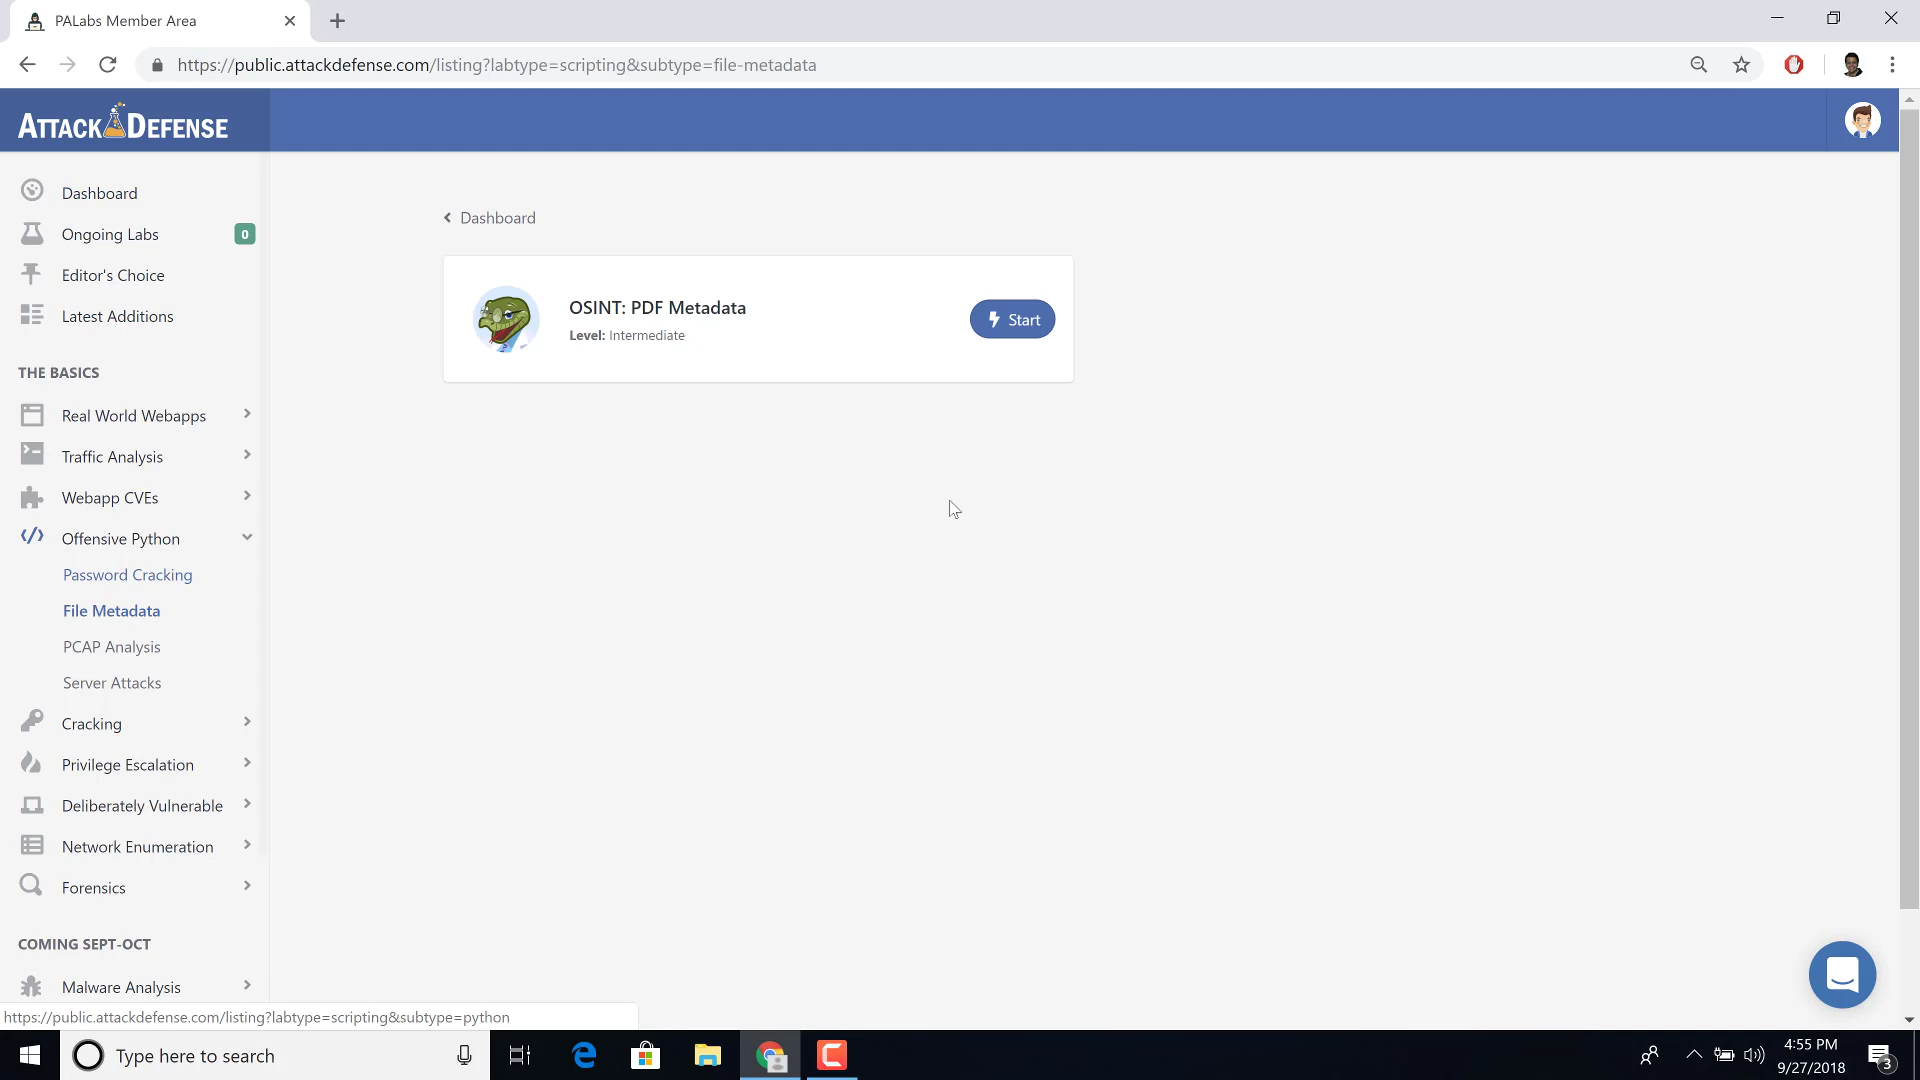 PALabs Member Area
https://public.attackdefense.com/listing?labtype=scripting&subtype=file-metadata
ATTACK DEFENSE
Dashboard
Ongoing Labs 0
Editor's Choice
Latest Additions
THE BASICS
Real World Webapps
Traffic Analysis
Webapp CVEs
Offensive Python
Password Cracking
File Metadata
PCAP Analysis
Server Attacks
Cracking
Privilege Escalation
Deliberately Vulnerable
Network Enumeration
Forensics
COMING SEPT-OCT
Malware Analysis
Dashboard
OSINT: PDF Metadata
Level: Intermediate
Start
https://public.attackdefense.com/listing?labtype=scripting&subtype=python
Type here to search
4:55 PM
9/27/2018
3